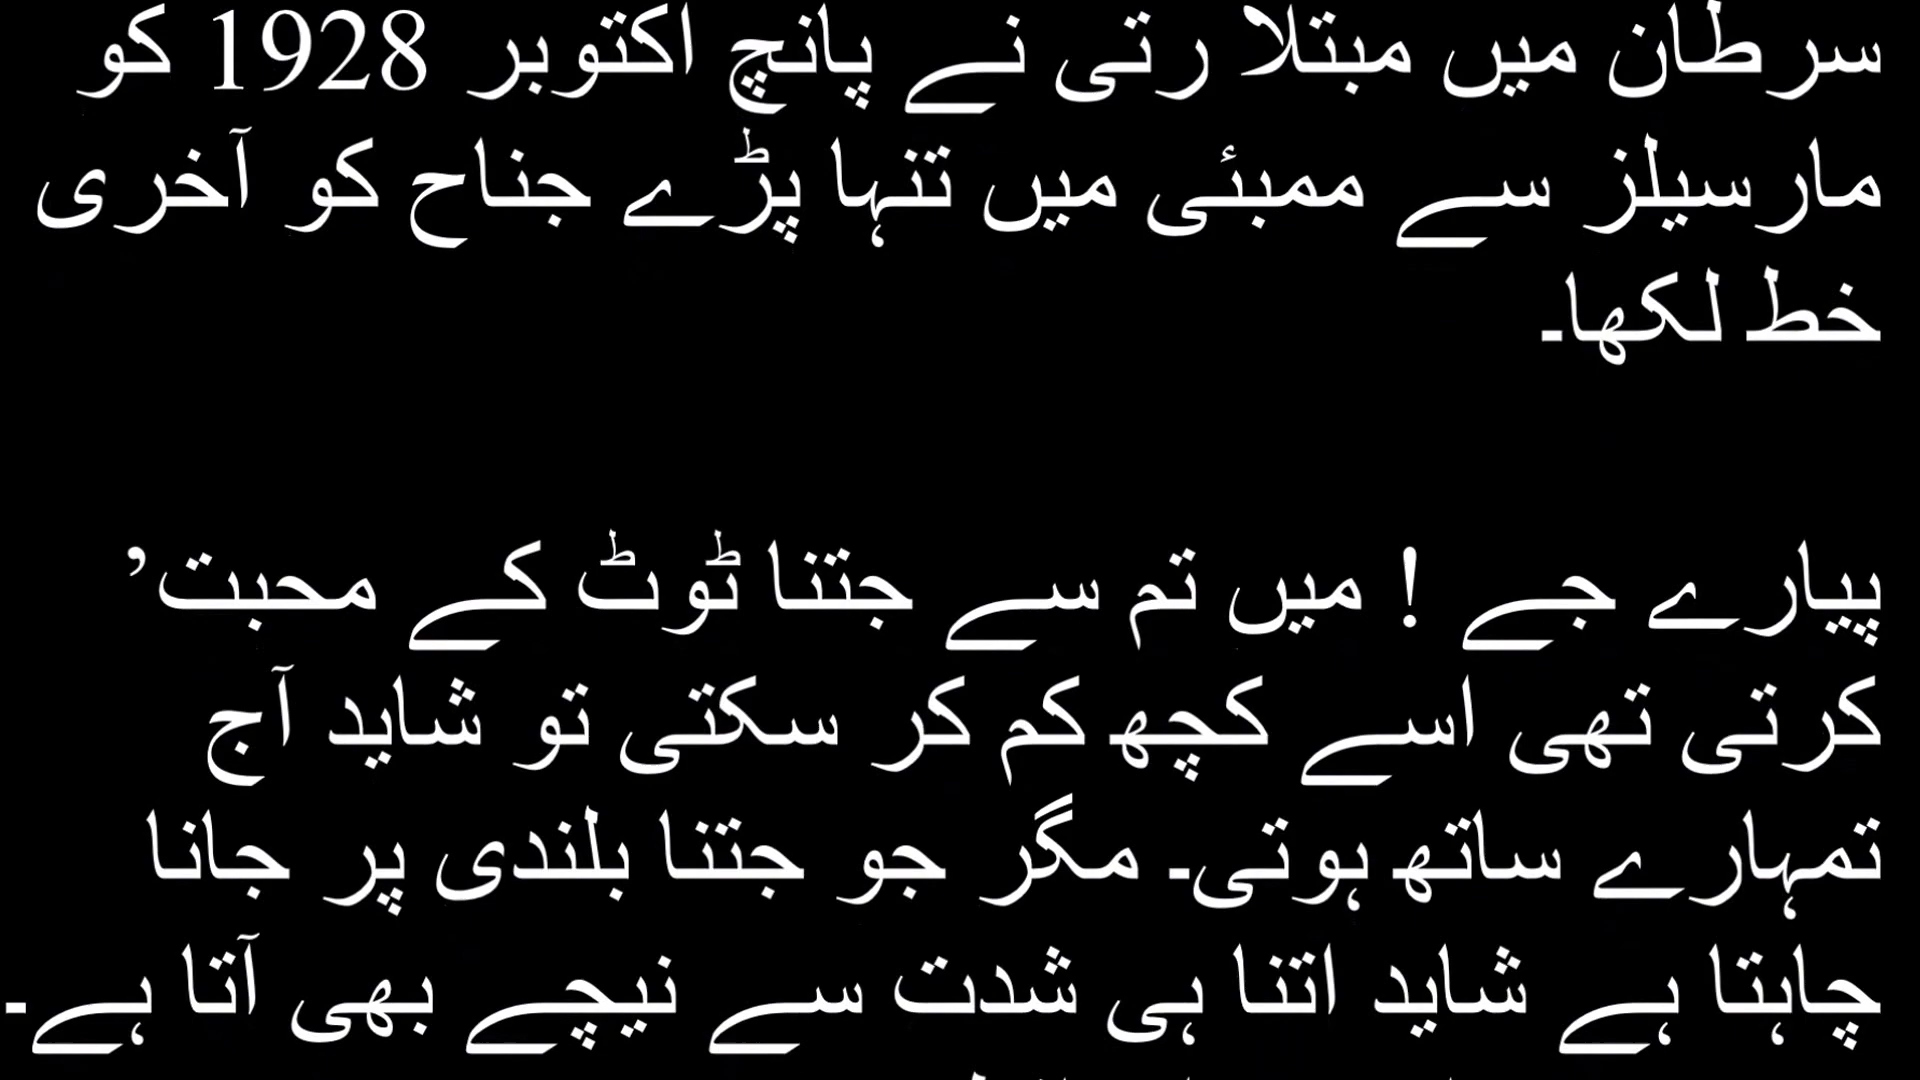 سرطان میں مبتلا رتی نے پانچ اکتوبر 1928 کو
مارسیلز سے ممبئی میں تنہا پڑے جناح کو آخری
خط لکھا۔
پیارے جے ! میں تم سے جتنا ٹوٹ کے محبت’
کرتی تھی اسے کچھ کم کر سکتی تو شاید آج
تمہارے ساتھ ہوتی۔ مگر جو جتنا بلندی پر جانا
چاہتا ہے شاید اتنا ہی شدت سے نیچے بھی آتا ہے۔